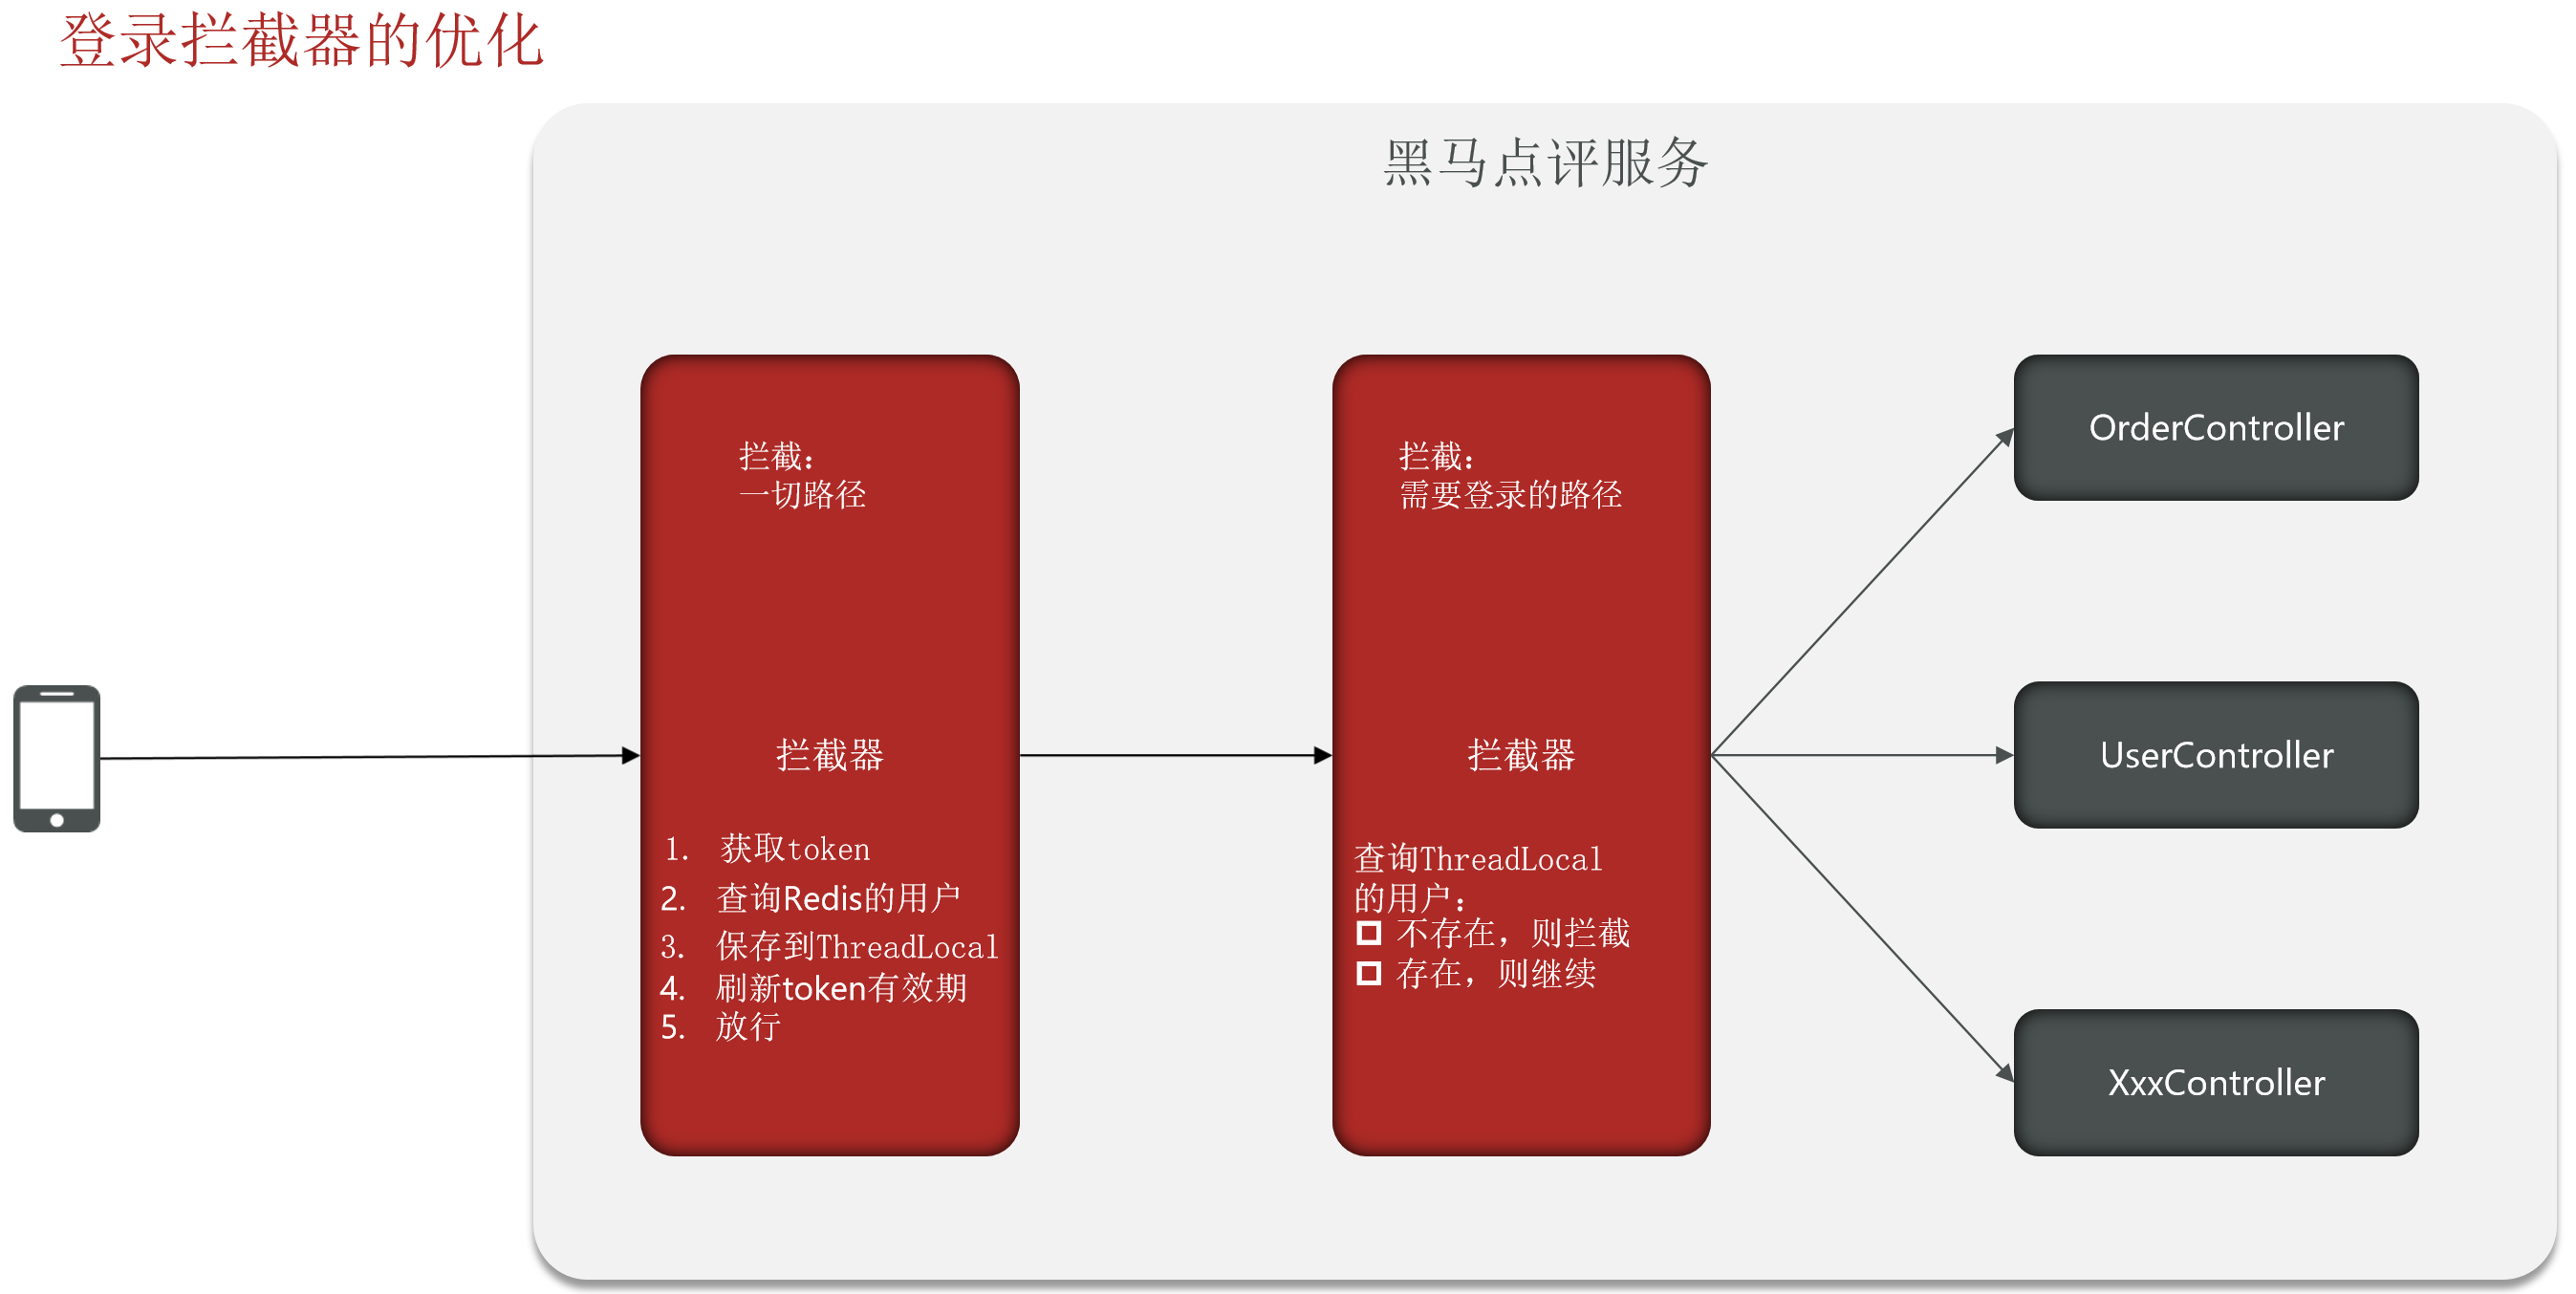 登录拦截器的优化
黑马点评服务
拦截：
一切路径
拦截器
1. 获取token
2. 查询Redis的用户
3. 保存到ThreadLocal
4. 刷新token有效期
5. 放行
拦截：
需要登录的路径
拦截器
查询ThreadLocal
的用户：
不存在，则拦截
存在，则继续
OrderController
UserController
XxxController